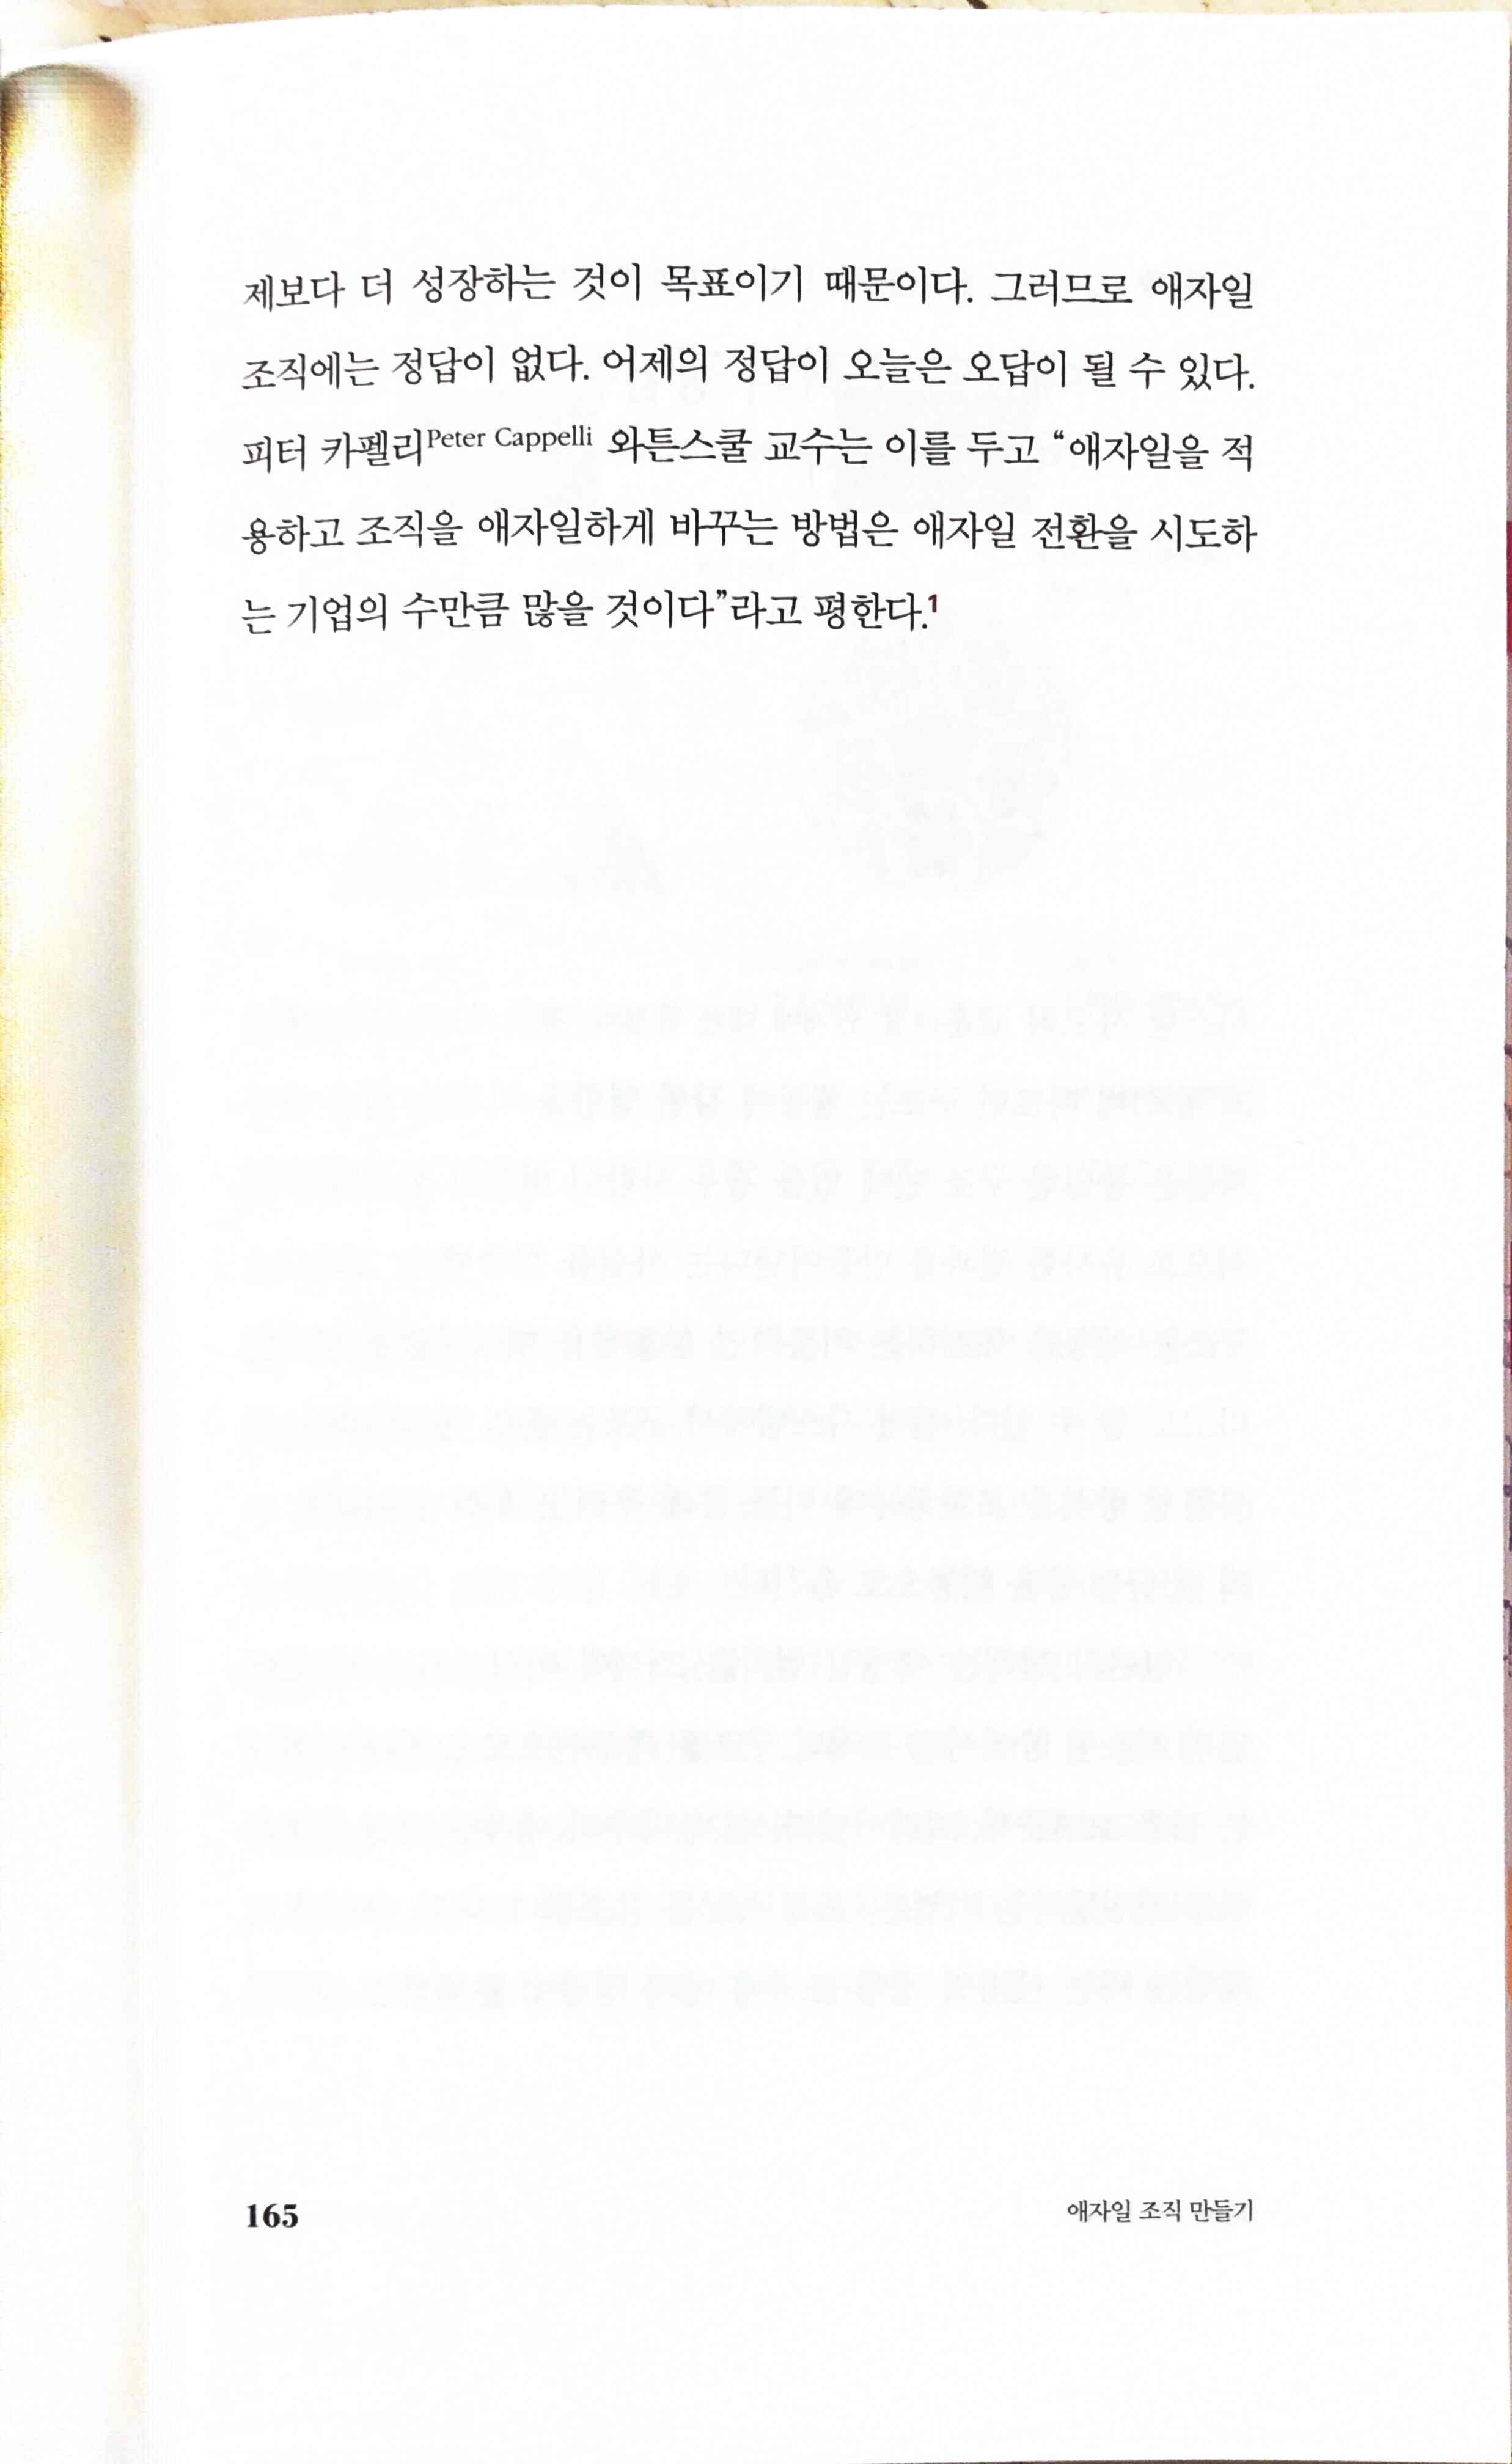 제보다 더 성장하는 것이 목표이기 때문이다. 그러므로 애자일
조직에는 정답이 없다. 어제의 정답이 오늘은 오답이 될 수 있다.
피터 카펠리Peter Cappelli 와튼스쿨 교수는 이를 두고 “애자일을 적
용하고 조직을 애자일하게 바꾸는 방법은 애자일 전환을 시도하
는 기업의 수만큼 많을 것이다”라고 평한다.1
165
애자일 조직 만들기